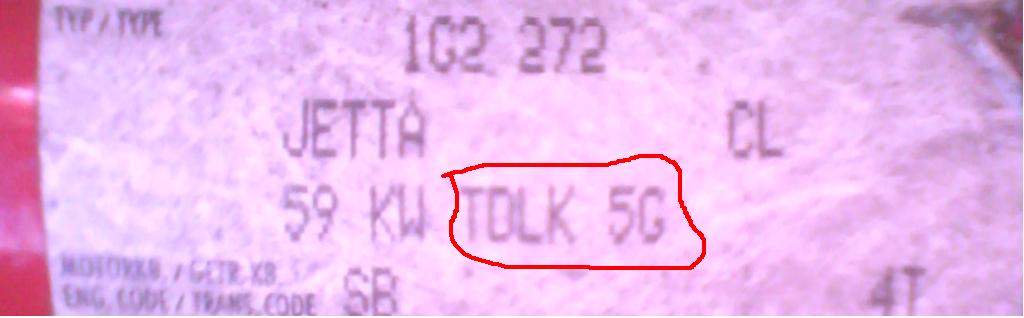 TYP / TYPE
1G2 272
JETTA CL
59 KW TDLK 5G
MOTORKB. / GETR. KB.
ENG. CODE / TRANS. CODE SB 4T